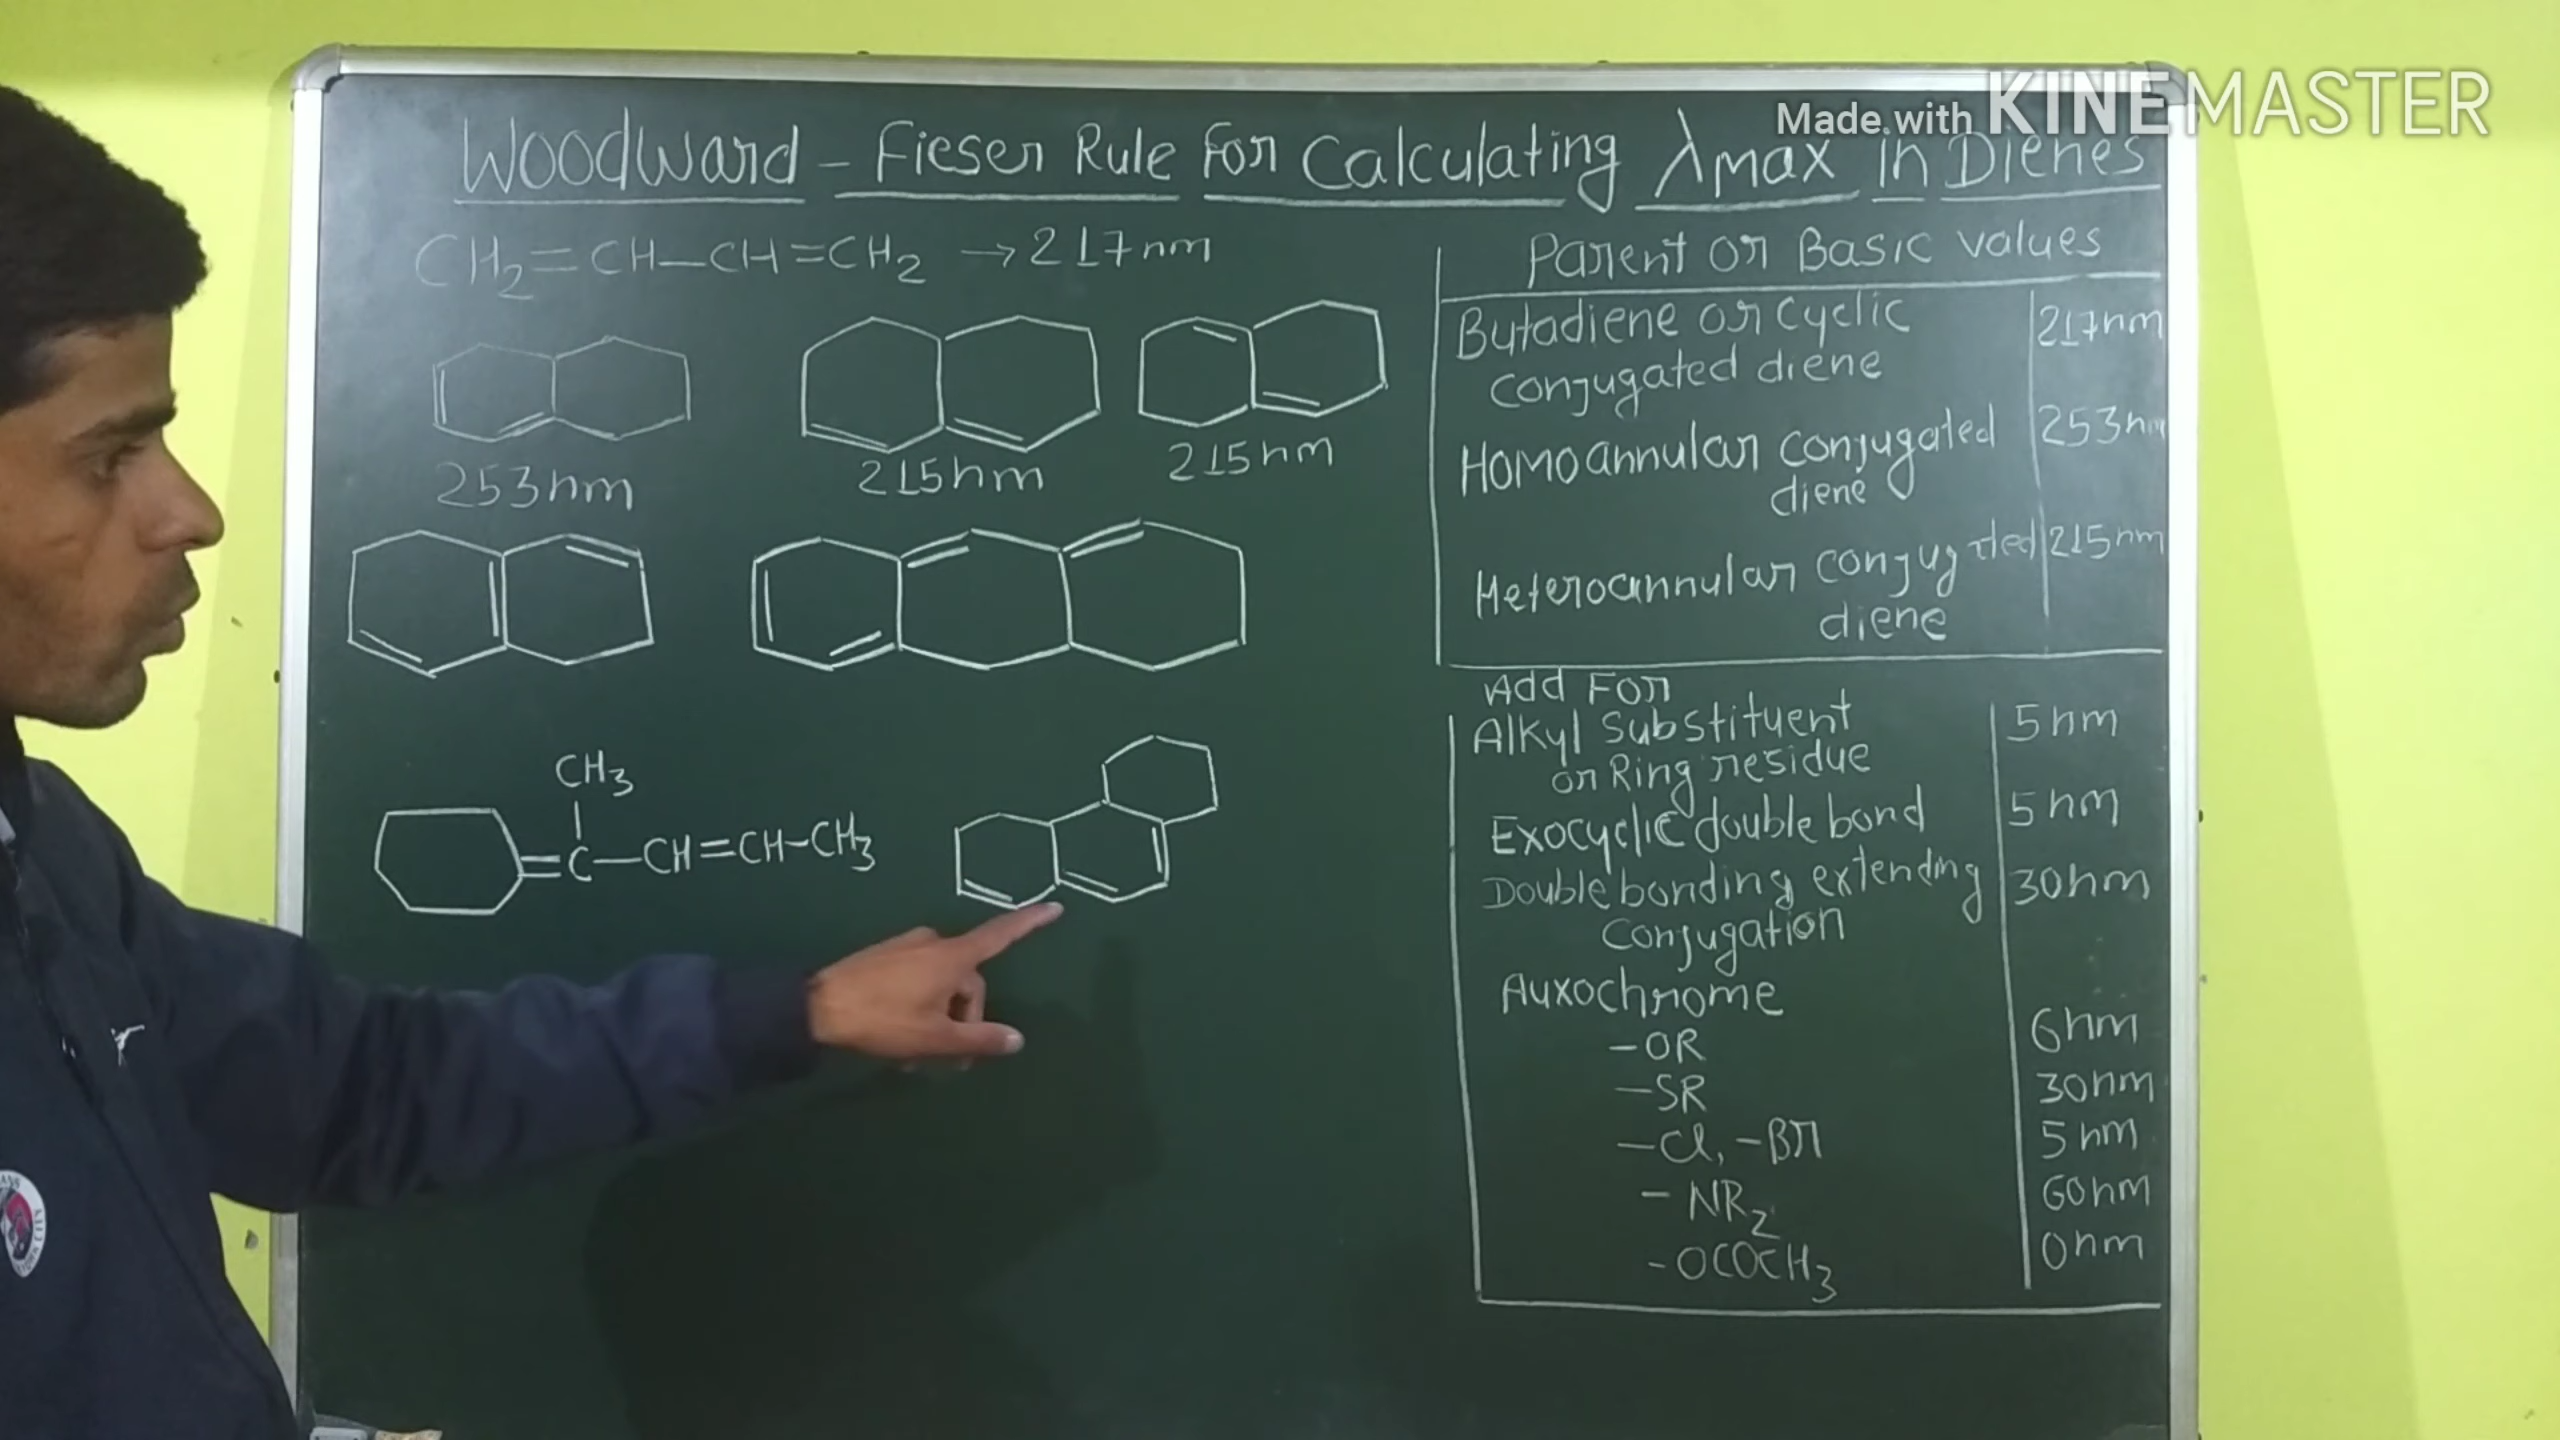 Made with KINEMASTER
Woodward - Fieser Rule For Calculating λmax in Dienes
CH2=CH-CH=CH2 →217nm
253nm
215nm
215nm
CH3
=C-CH=CH-CH3
Parent or Basic values
Butadiene or cyclic 217nm
conjugated diene
Homoannular conjugated 253nm
diene
Heteroannular conjugated 215nm
diene
Add For
Alkyl substituent 5nm
or Ring residue
Exocyclic double bond 5nm
Double bonding extending 30nm
Conjugation
Auxochrome
-OR 6nm
-SR 30nm
-Cl, -Br 5nm
-NR2 60nm
-OCOCH3 0nm